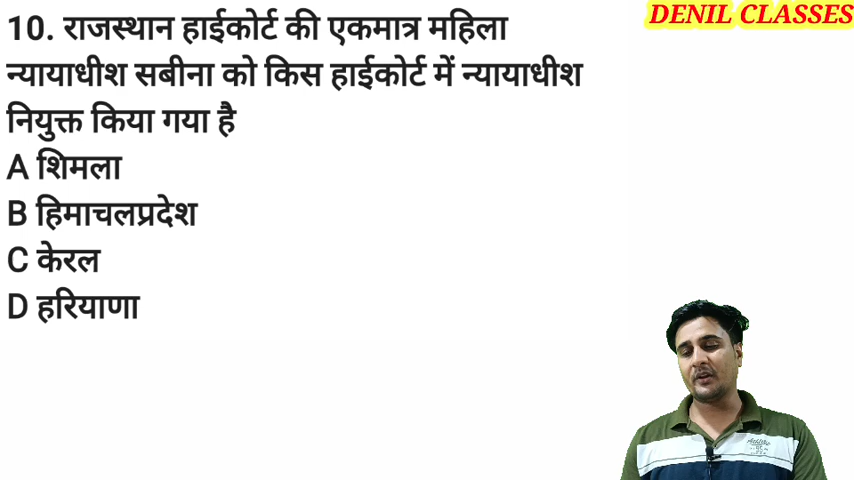 DENIL CLASSES
10. राजस्थान हाईकोर्ट की एकमात्र महिला
न्यायाधीश सबीना को किस हाईकोर्ट में न्यायाधीश
नियुक्त किया गया है
A शिमला
B हिमाचलप्रदेश
C केरल
D हरियाणा